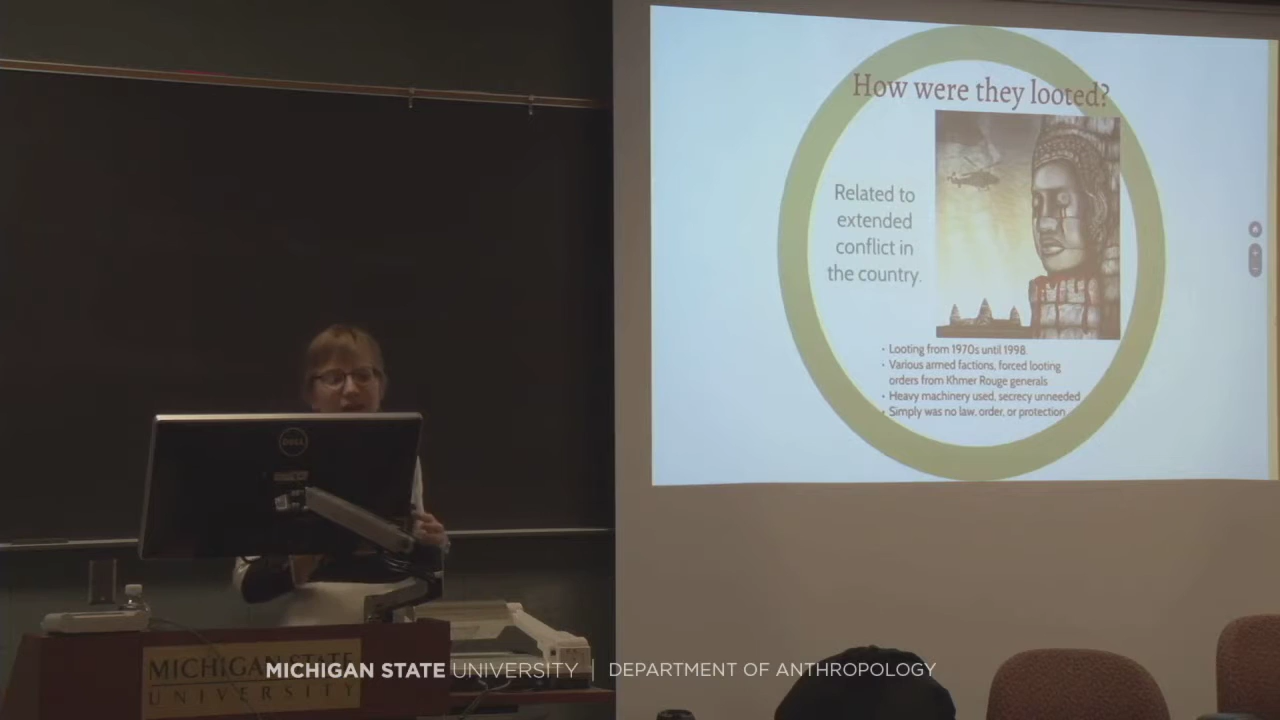 How were they looted?
Related to
extended
conflict in
the country.
• Looting from 1970s until 1998.
• Various armed factions, forced looting
orders from Khmer Rouge generals
• Heavy machinery used, secrecy unneeded
• Simply was no law, order, or protection
DELL
MICHIGAN STATE
UNIVERSITY
MICHIGAN STATE UNIVERSITY | DEPARTMENT OF ANTHROPOLOGY